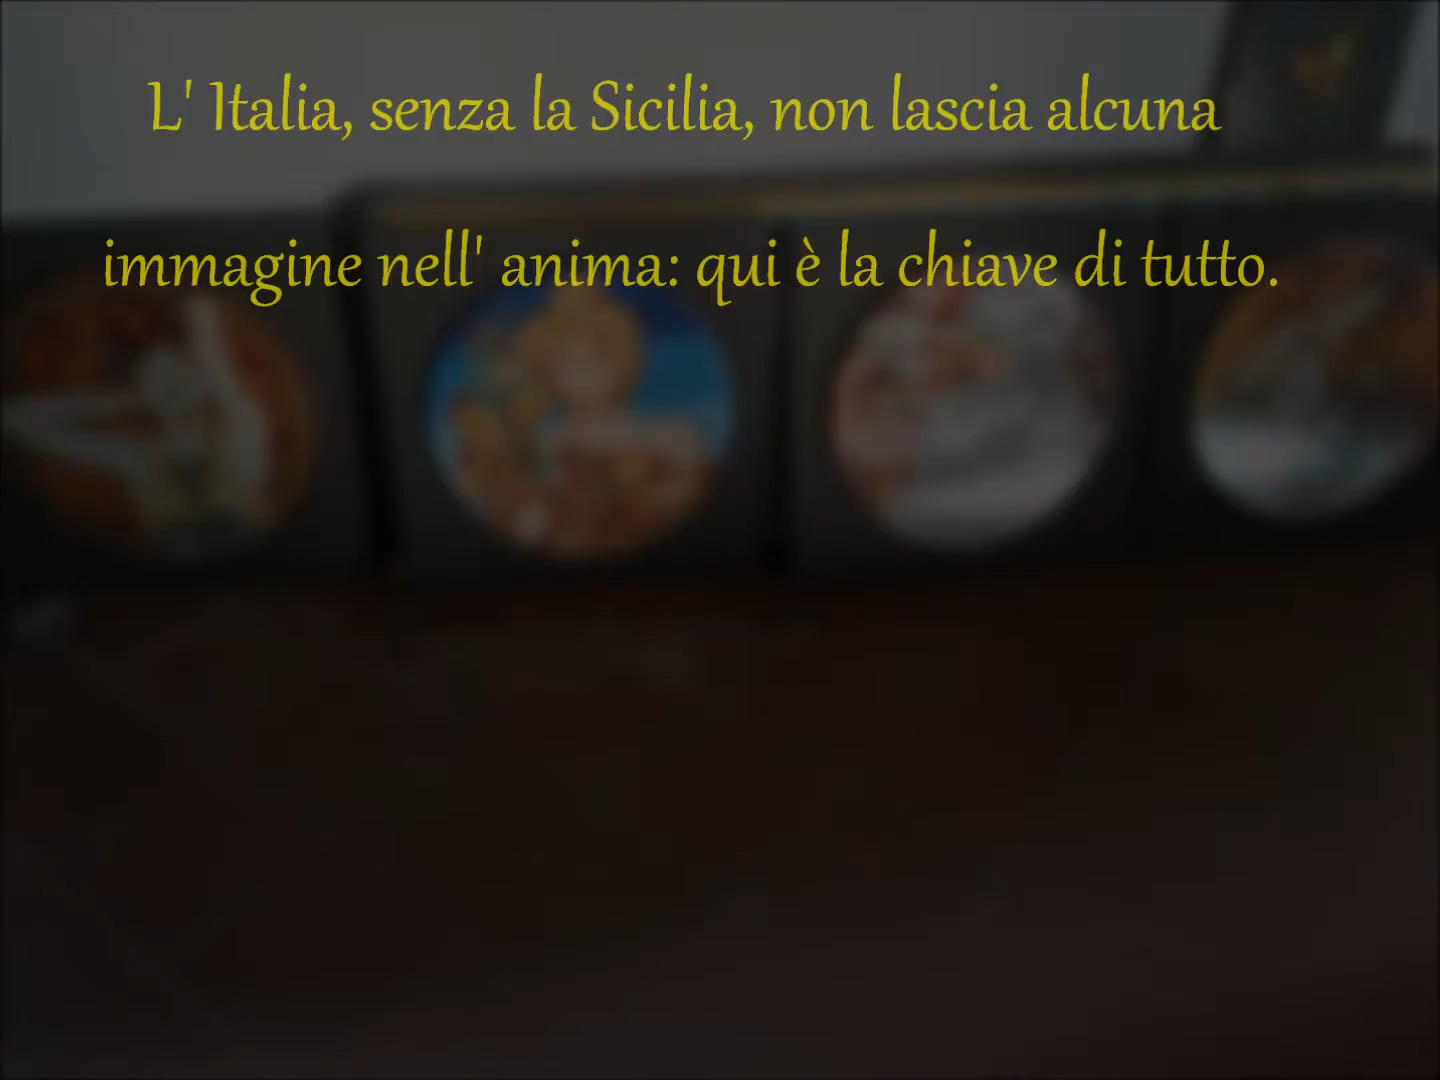 L' Italia, senza la Sicilia, non lascia alcuna
immagine nell' anima: qui è la chiave di tutto.